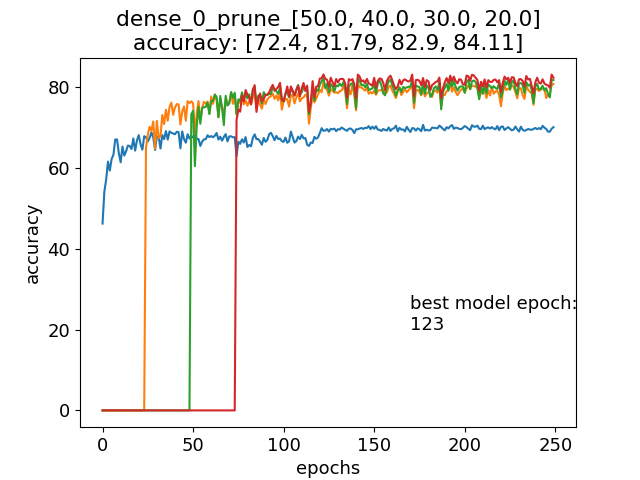 dense_0_prune_[50.0, 40.0, 30.0, 20.0]
accuracy: [72.4, 81.79, 82.9, 84.11]
80
60
40
20
0
accuracy
best model epoch:
123
0 50 100 150 200 250
epochs